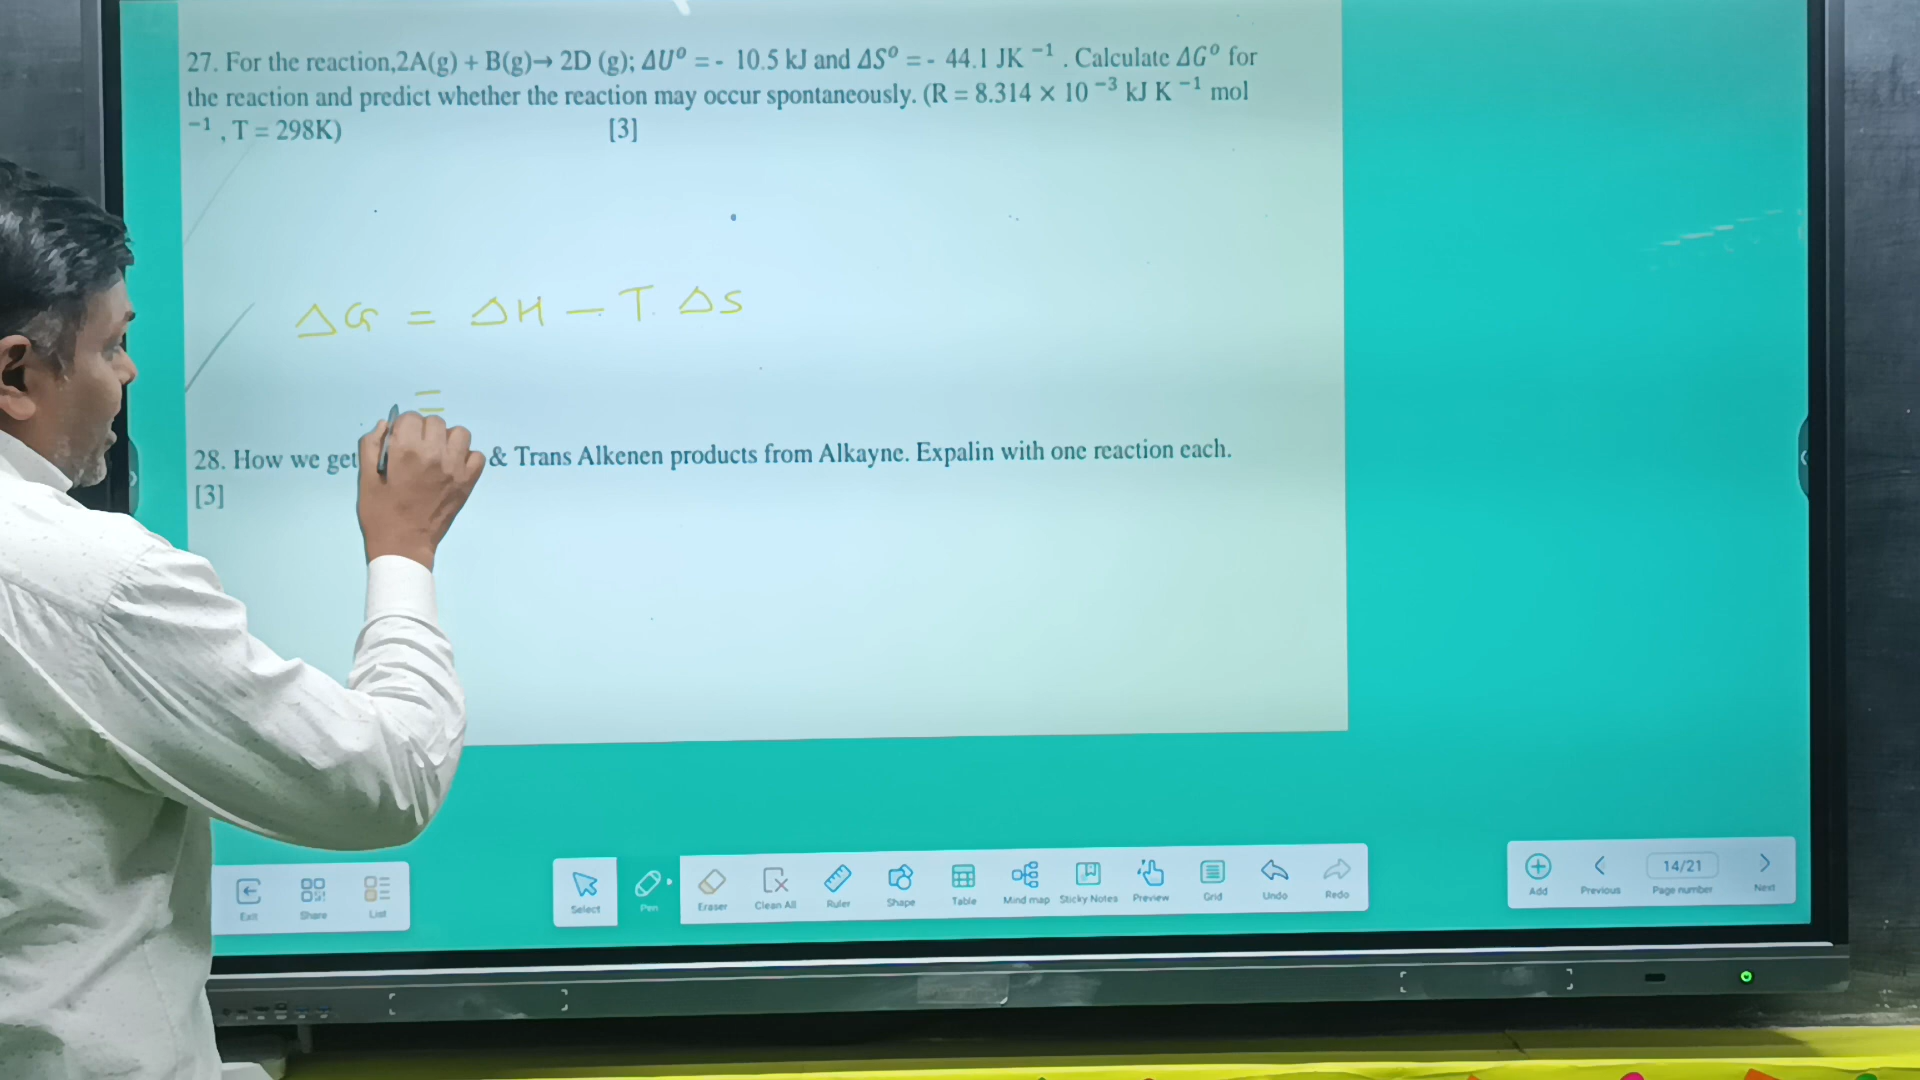 27. For the reaction,2A(g) + B(g)→ 2D (g); ΔU⁰ = - 10.5 kJ and ΔS⁰ = - 44.1 JK ⁻¹ . Calculate ΔG⁰ for
the reaction and predict whether the reaction may occur spontaneously. (R = 8.314 × 10 ⁻³ kJ K ⁻¹ mol
⁻¹ , T = 298K) [3]
ΔG = ΔH – T. ΔS
=
28. How we get & Trans Alkenen products from Alkayne. Expalin with one reaction each.
[3]
Exit Share List Select Pen Eraser Clean All Ruler Shape Table Mind map Sticky Notes Preview Grid Undo Redo Add Previous 14/21 Page number Next